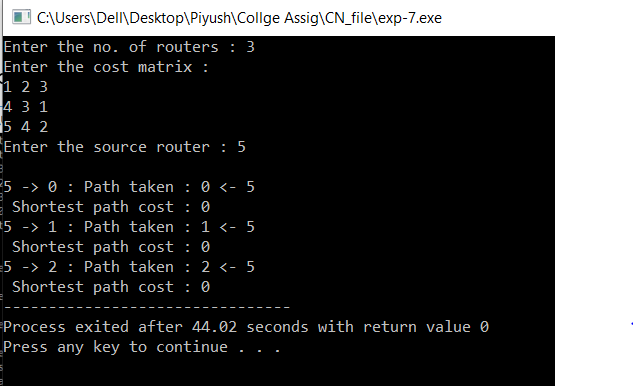 C:\Users\Dell\Desktop\Piyush\Collge Assig\CN_file\exp-7.exe
Enter the no. of routers : 3
Enter the cost matrix :
1 2 3
4 3 1
5 4 2
Enter the source router : 5
5 -> 0 : Path taken : 0 <- 5
Shortest path cost : 0
5 -> 1 : Path taken : 1 <- 5
Shortest path cost : 0
5 -> 2 : Path taken : 2 <- 5
Shortest path cost : 0
--------------------------------
Process exited after 44.02 seconds with return value 0
Press any key to continue . . .